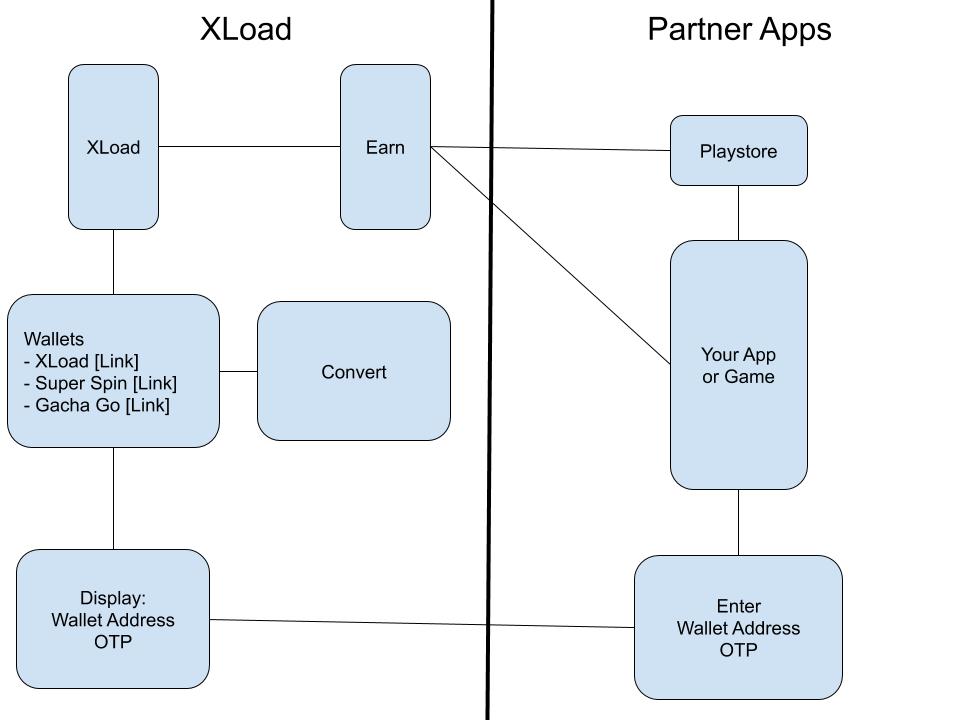 XLoad
Partner Apps
XLoad
Earn
Playstore
Wallets
- XLoad [Link]
- Super Spin [Link]
- Gacha Go [Link]
Convert
Your App
or Game
Display:
Wallet Address
OTP
Enter
Wallet Address
OTP